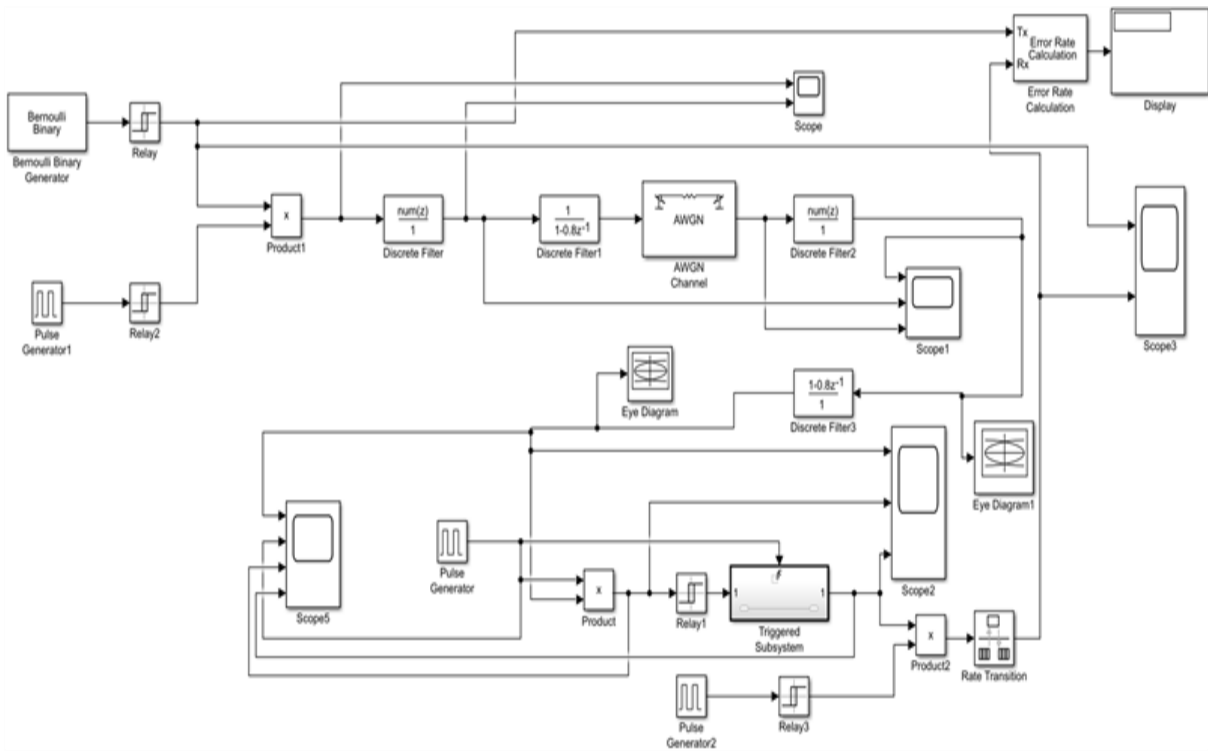 Tx
Rx
Error Rate
Calculation
Error Rate
Calculation
Display
Scope
Bernoulli
Binary
Bernoulli Binary
Generator
Relay
x
Product1
num(z)
1
Discrete Filter
1
1-0.8z-1
Discrete Filter1
AWGN
AWGN
Channel
num(z)
1
Discrete Filter2
Pulse
Generator1
Relay2
Scope1
Scope3
Eye Diagram
1-0.8z-1
1
Discrete Filter3
Eye Diagram1
Scope5
Pulse
Generator
x
Product
Relay1
1
1
Triggered
Subsystem
Scope2
x
Product2
Rate Transition
Pulse
Generator2
Relay3